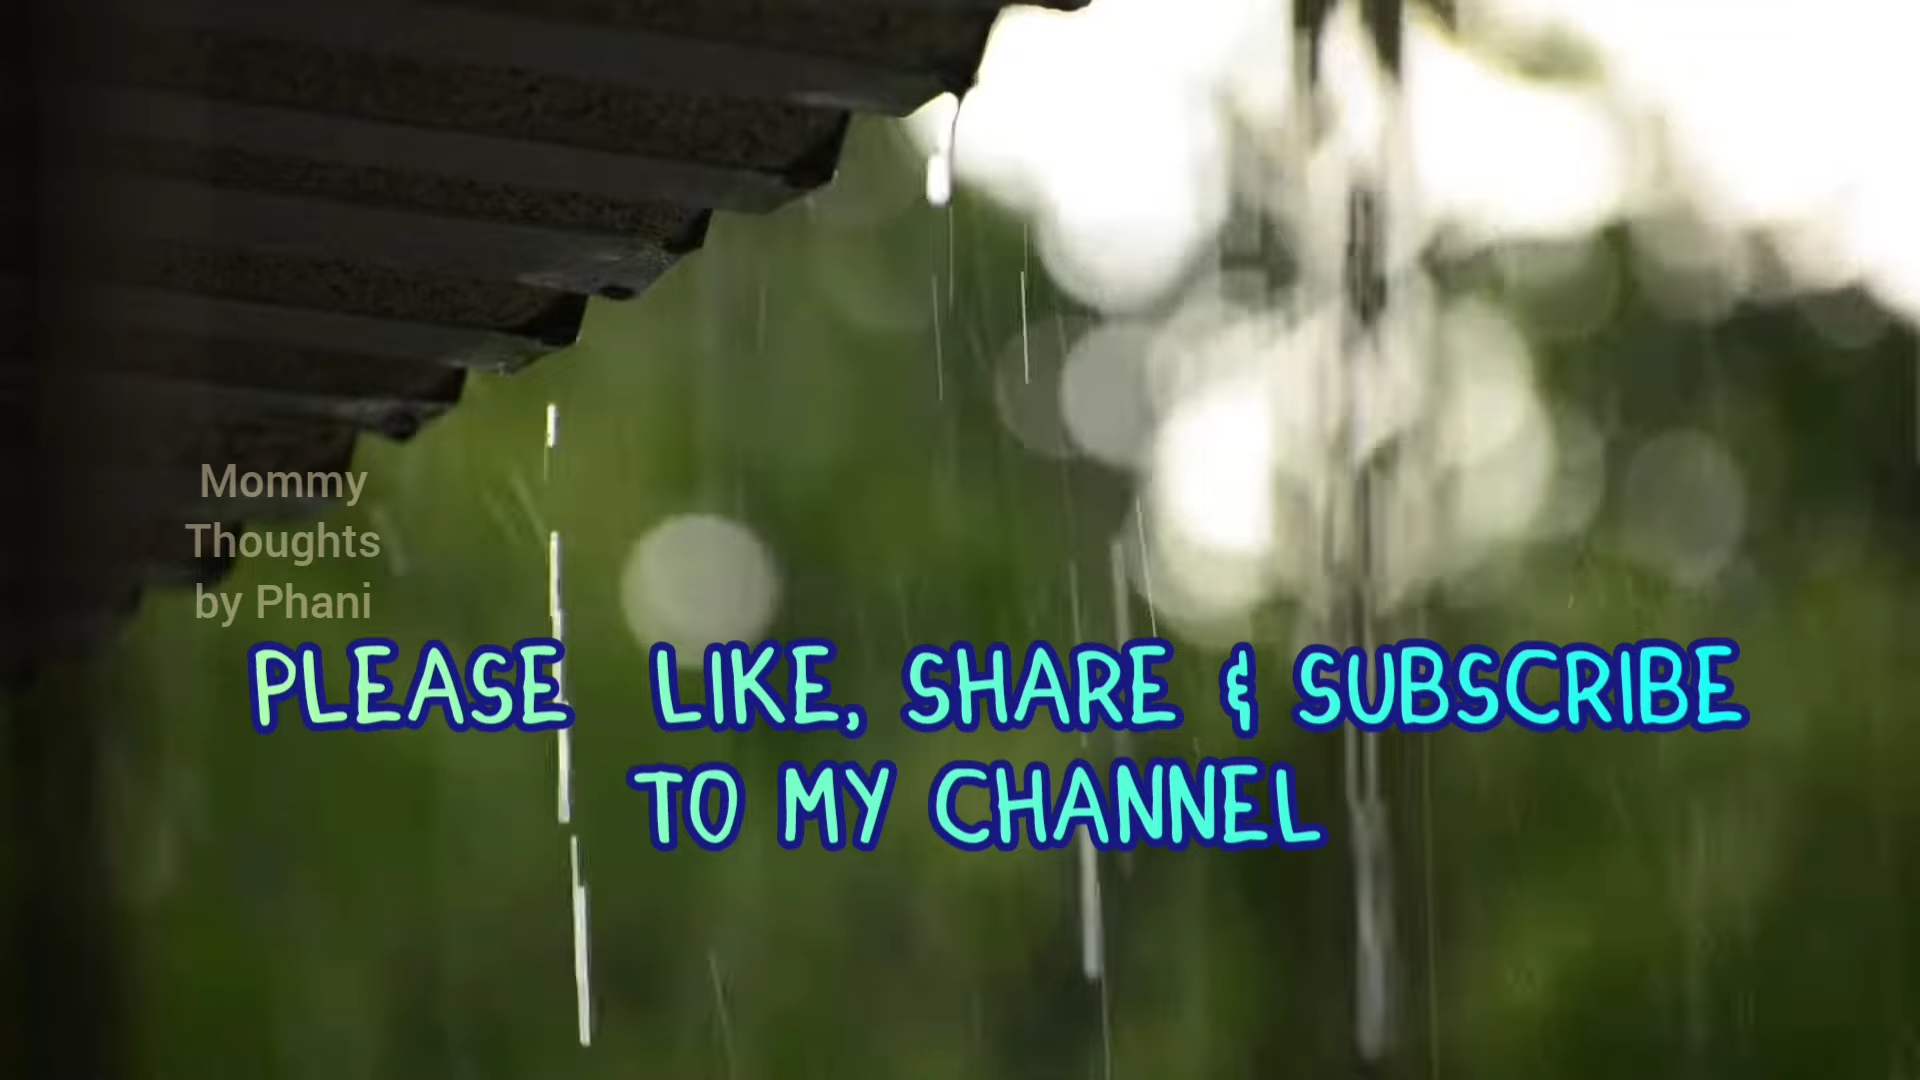 Mommy
Thoughts
by Phani
PLEASE LIKE, SHARE & SUBSCRIBE
TO MY CHANNEL